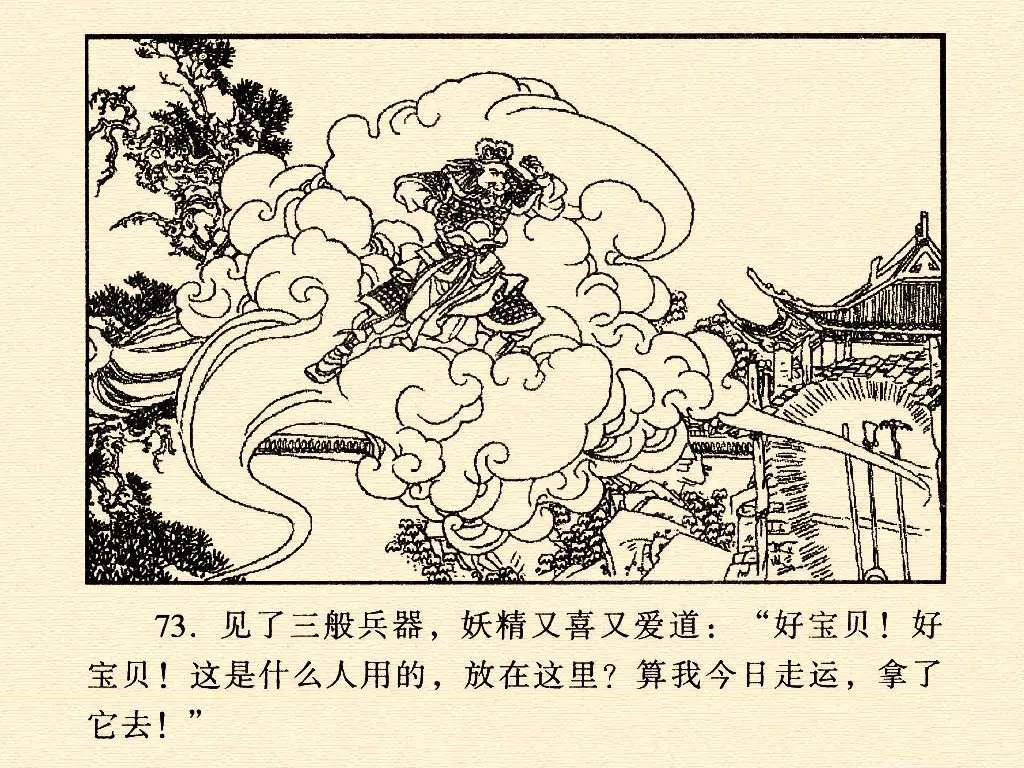 73. 见了三般兵器，妖精又喜又爱道：“好宝贝！好
宝贝！这是什么人用的，放在这里？算我今日走运，拿了
它去！”